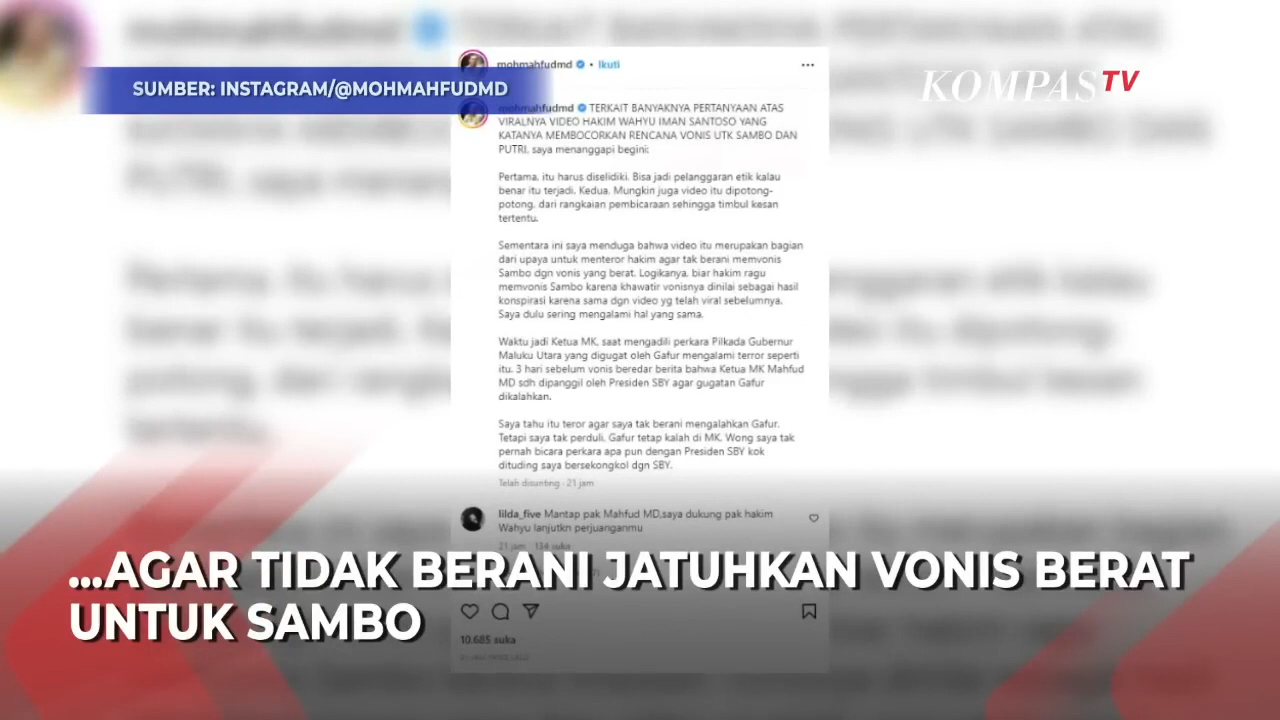 SUMBER: INSTAGRAM/@MOHMAHFUDMD
KOMPAS TV
mohmahfudmd • Ikuti
mohmahfudmd TERKAIT BANYAKNYA PERTANYAAN ATAS
VIRALNYA VIDEO HAKIM WAHYU IMAN SANTOSO YANG
KATANYA MEMBOCORKAN RENCANA VONIS UTK SAMBO DAN
PUTRI, saya menanggapi begini:
Pertama, itu harus diselidiki. Bisa jadi pelanggaran etik kalau
benar itu terjadi. Kedua. Mungkin juga video itu dipotong-
potong, dari rangkaian pembicaraan sehingga timbul kesan
tertentu.
Sementara ini saya menduga bahwa video itu merupakan bagian
dari upaya untuk menteror hakim agar tak berani memvonis
Sambo dgn vonis yang berat. Logikanya, biar hakim ragu
memvonis Sambo karena khawatir vonisnya dinilai sebagai hasil
konspirasi karena sama dgn video yg telah viral sebelumnya.
Saya dulu sering mengalami hal yang sama.
Waktu jadi Ketua MK, saat mengadili perkara Pilkada Gubernur
Maluku Utara yang digugat oleh Gafur mengalami terror seperti
itu. 3 hari sebelum vonis beredar berita bahwa Ketua MK Mahfud
MD sdh dipanggil oleh Presiden SBY agar gugatan Gafur
dikalahkan.
Saya tahu itu teror agar saya tak berani mengalahkan Gafur.
Tetapi saya tak perduli. Gafur tetap kalah di MK. Wong saya tak
pernah bicara perkara apa pun dengan Presiden SBY kok
dituding saya bersekongkol dgn SBY.
Telah disunting · 21 jam
lilda_five Mantap pak Mahfud MD,saya dukung pak hakim
Wahyu lanjutkn perjuanganmu
21 jam 134 suka
...AGAR TIDAK BERANI JATUHKAN VONIS BERAT
UNTUK SAMBO
10.685 suka